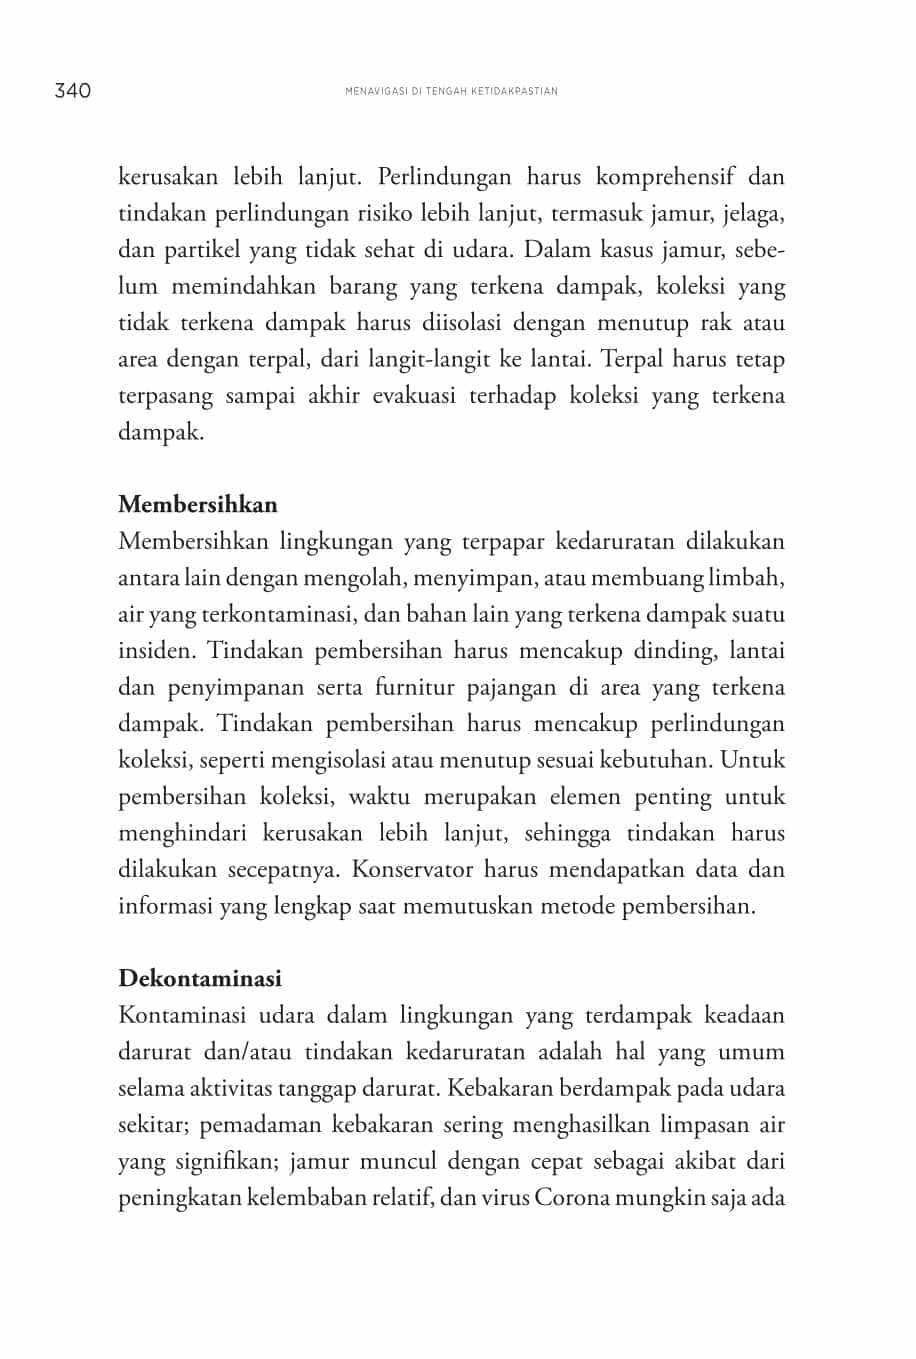 340
MENAVIGASI DI TENGAH KETIDAKPASTIAN
kerusakan lebih lanjut. Perlindungan harus komprehensif dan
tindakan perlindungan risiko lebih lanjut, termasuk jamur, jelaga,
dan partikel yang tidak sehat di udara. Dalam kasus jamur, sebe-
lum memindahkan barang yang terkena dampak, koleksi yang
tidak terkena dampak harus diisolasi dengan menutup rak atau
area dengan terpal, dari langit-langit ke lantai. Terpal harus tetap
terpasang sampai akhir evakuasi terhadap koleksi yang terkena
dampak.
Membersihkan
Membersihkan lingkungan yang terpapar kedaruratan dilakukan
antara lain dengan mengolah, menyimpan, atau membuang limbah,
air yang terkontaminasi, dan bahan lain yang terkena dampak suatu
insiden. Tindakan pembersihan harus mencakup dinding, lantai
dan penyimpanan serta furnitur pajangan di area yang terkena
dampak. Tindakan pembersihan harus mencakup perlindungan
koleksi, seperti mengisolasi atau menutup sesuai kebutuhan. Untuk
pembersihan koleksi, waktu merupakan elemen penting untuk
menghindari kerusakan lebih lanjut, sehingga tindakan harus
dilakukan secepatnya. Konservator harus mendapatkan data dan
informasi yang lengkap saat memutuskan metode pembersihan.
Dekontaminasi
Kontaminasi udara dalam lingkungan yang terdampak keadaan
darurat dan/atau tindakan kedaruratan adalah hal yang umum
selama aktivitas tanggap darurat. Kebakaran berdampak pada udara
sekitar; pemadaman kebakaran sering menghasilkan limpasan air
yang signifikan; jamur muncul dengan cepat sebagai akibat dari
peningkatan kelembaban relatif, dan virus Corona mungkin saja ada